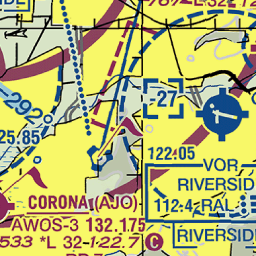 292°
-27
25.85
122.05
VOR
RIVERSID
CORONA (AJO)
112.4 RAL
AWOS-3 132.175
533 *L 32 122.7
C
RIVERSIDE